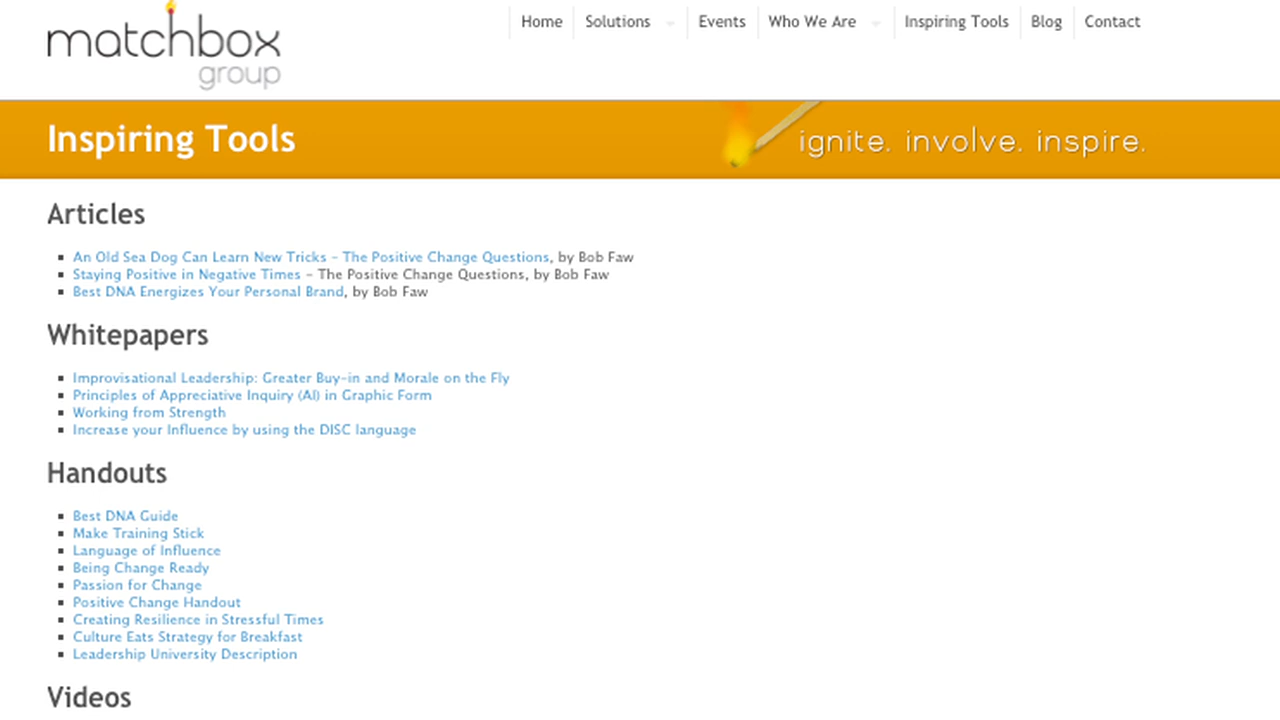 matchbox
group
Home Solutions Events Who We Are Inspiring Tools Blog Contact
Inspiring Tools
ignite. involve. inspire.
Articles
An Old Sea Dog Can Learn New Tricks – The Positive Change Questions, by Bob Faw
Staying Positive in Negative Times – The Positive Change Questions, by Bob Faw
Best DNA Energizes Your Personal Brand, by Bob Faw
Whitepapers
Improvisational Leadership: Greater Buy-in and Morale on the Fly
Principles of Appreciative Inquiry (AI) in Graphic Form
Working from Strength
Increase your Influence by using the DISC language
Handouts
Best DNA Guide
Make Training Stick
Language of Influence
Being Change Ready
Passion for Change
Positive Change Handout
Creating Resilience in Stressful Times
Culture Eats Strategy for Breakfast
Leadership University Description
Videos